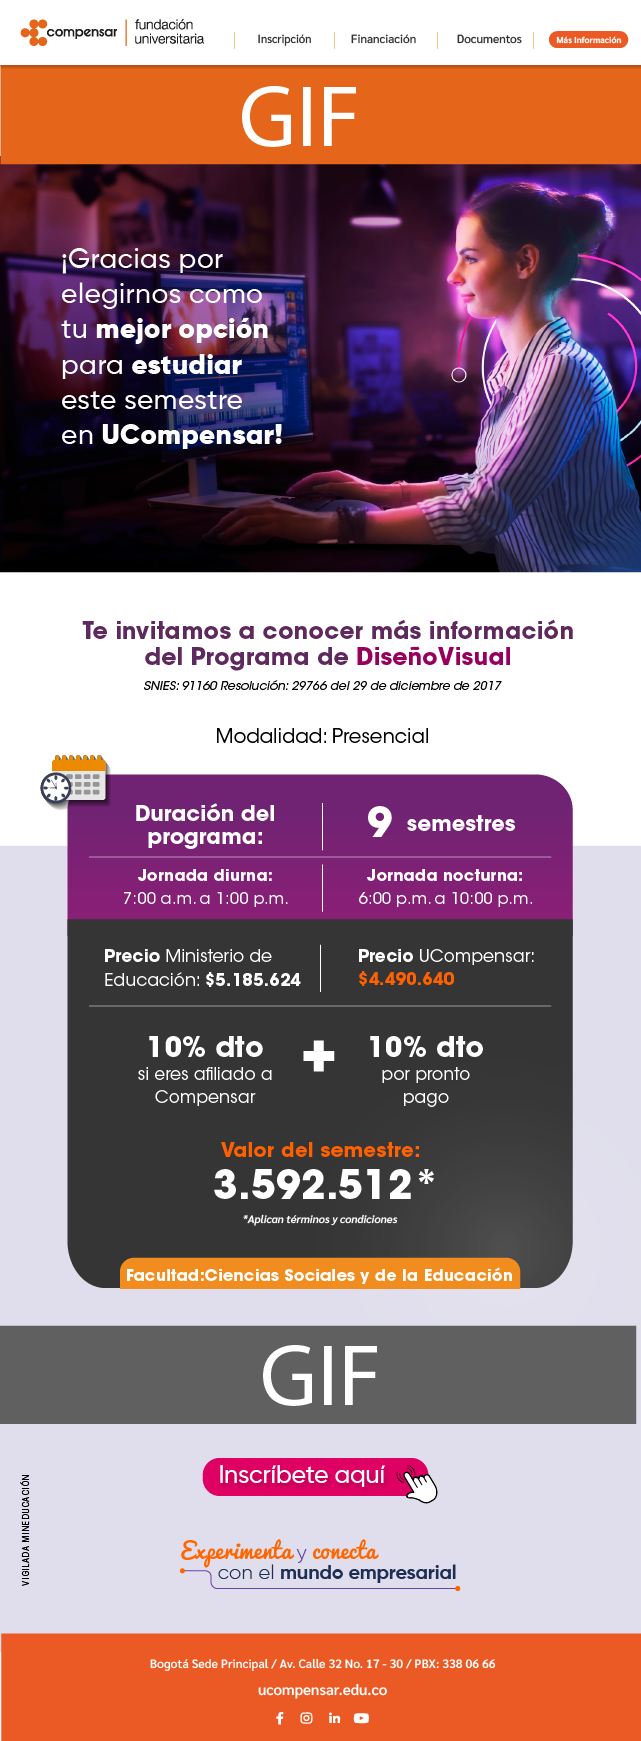 compensar
fundación
universitaria
Inscripción
Financiación
Documentos
Más Información
GIF
¡Gracias por
elegirnos como
tu mejor opción
para estudiar
este semestre
en UCompensar!
Te invitamos a conocer más información
del Programa de DiseñoVisual
SNIES: 91160 Resolución: 29766 del 29 de diciembre de 2017
Modalidad: Presencial
Duración del
programa:
9 semestres
Jornada diurna:
7:00 a.m. a 1:00 p.m.
Jornada nocturna:
6:00 p.m. a 10:00 p.m.
Precio Ministerio de
Educación: $5.185.624
Precio UCompensar:
$4.490.640
10% dto
si eres afiliado a
Compensar
+
10% dto
por pronto
pago
Valor del semestre:
3.592.512*
*Aplican términos y condiciones
Facultad:Ciencias Sociales y de la Educación
GIF
Inscríbete aquí
VIGILADA MINEDUCACIÓN
Experimenta y conecta
con el mundo empresarial
Bogotá Sede Principal / Av. Calle 32 No. 17 - 30 / PBX: 338 06 66
ucompensar.edu.co